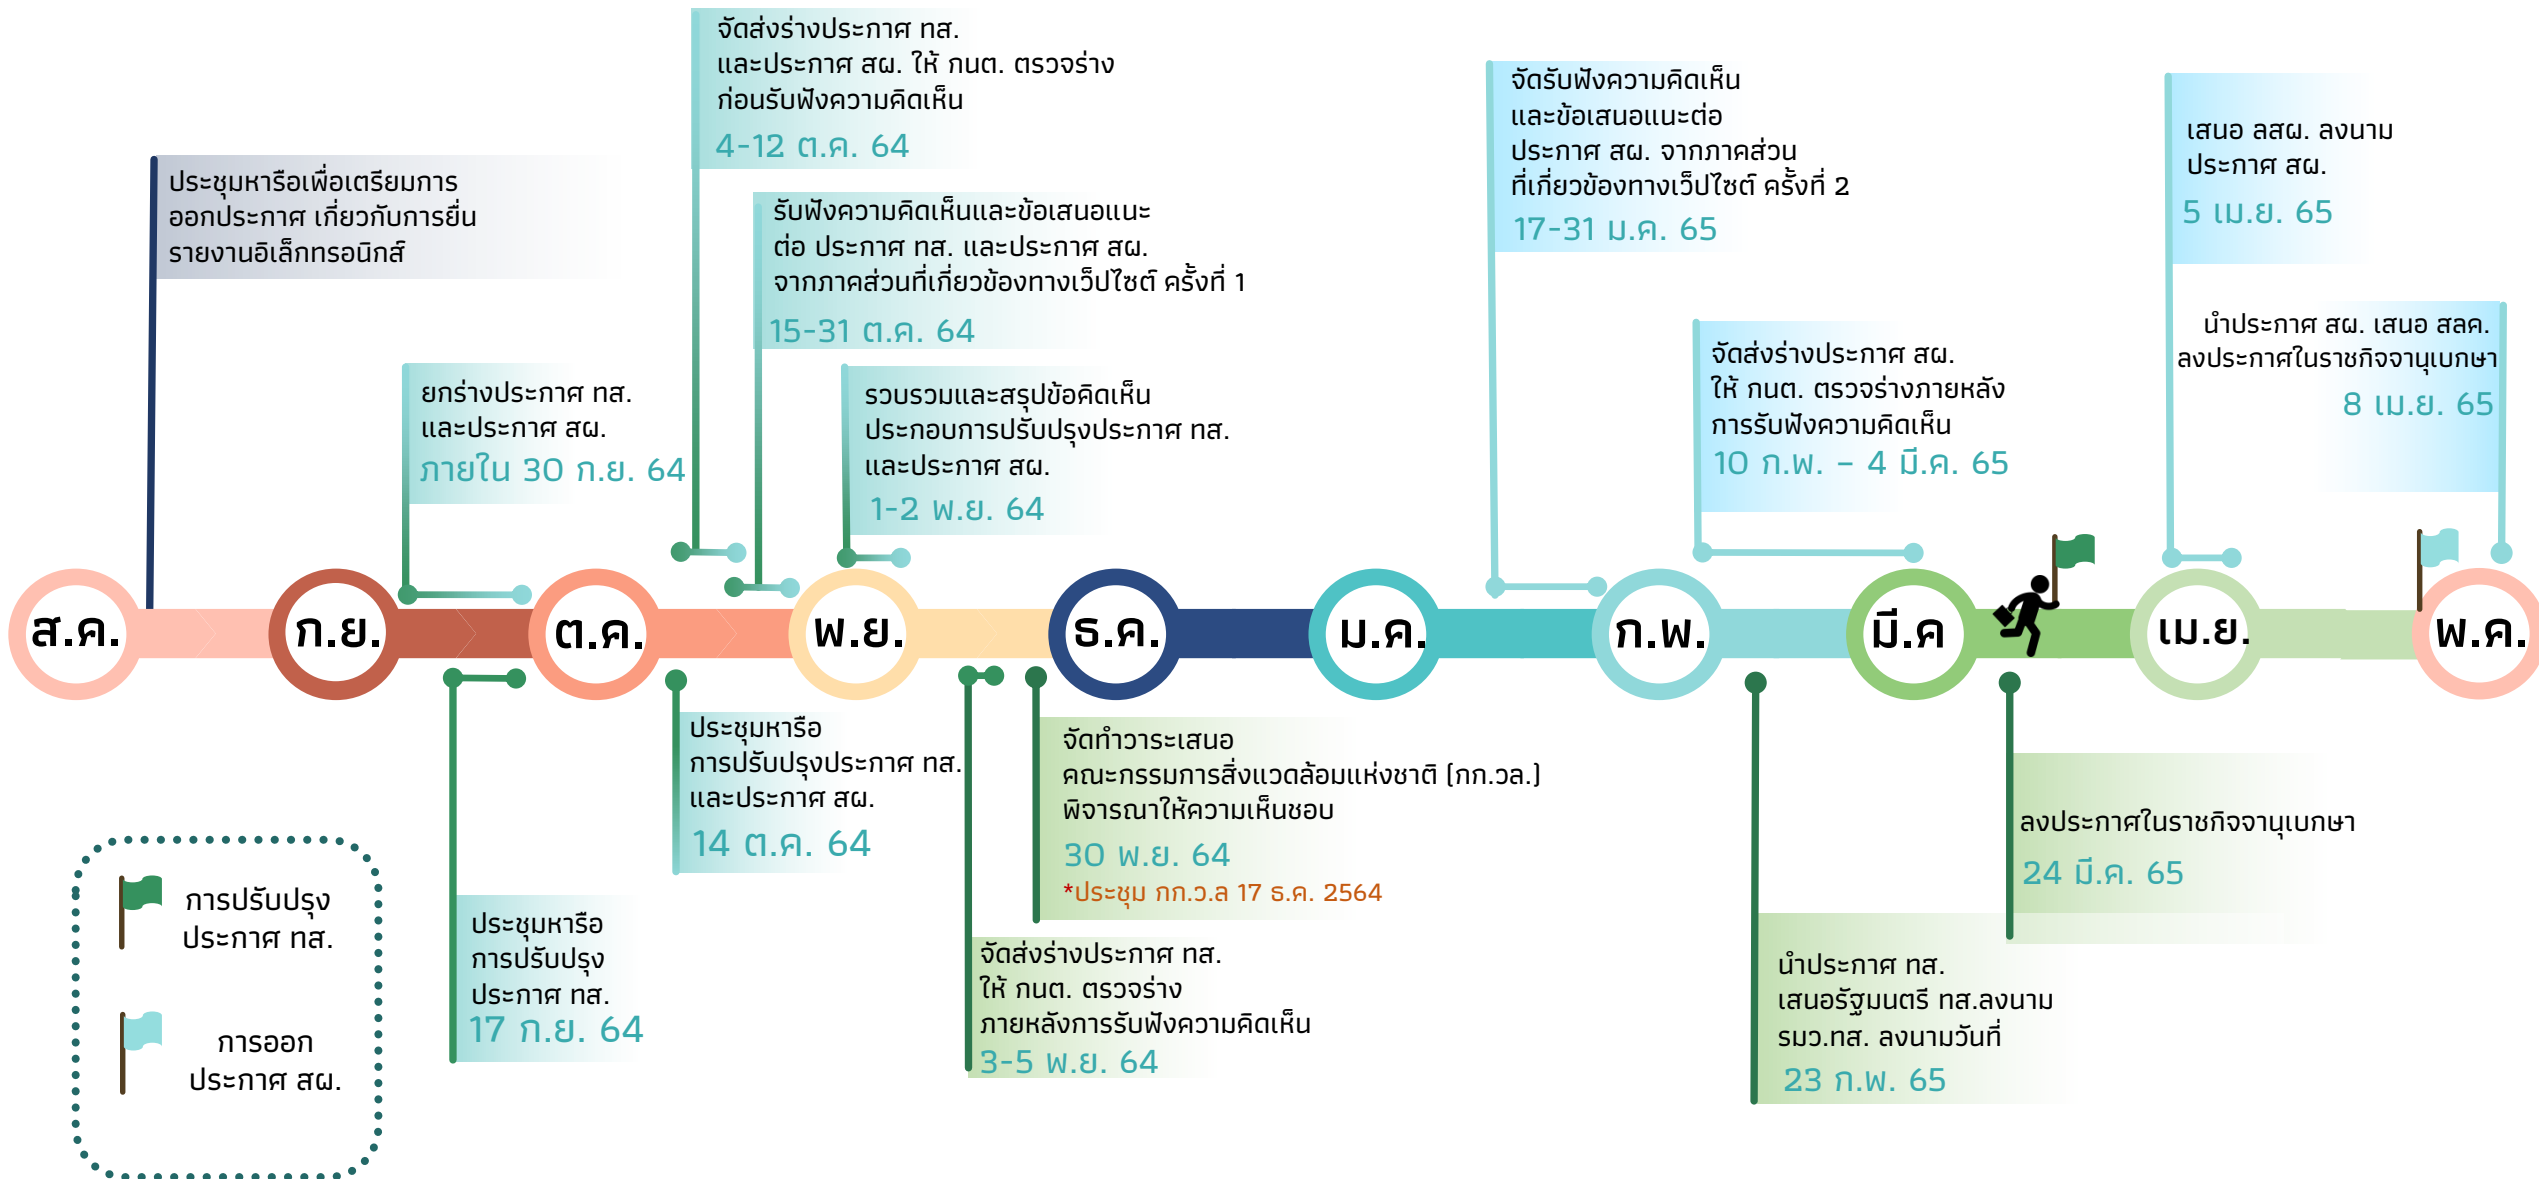 จัดส่งร่างประกาศ ทส.
และประกาศ สผ. ให้ กนต. ตรวจร่าง
ก่อนรับฟังความคิดเห็น
4-12 ต.ค. 64
จัดรับฟังความคิดเห็น
และข้อเสนอแนะต่อ
ประกาศ สผ. จากภาคส่วน
ที่เกี่ยวข้องทางเว็ปไซต์ ครั้งที่ 2
17-31 ม.ค. 65
เสนอ ลสผ. ลงนาม
ประกาศ สผ.
5 เม.ย. 65
ประชุมหารือเพื่อเตรียมการ
ออกประกาศ เกี่ยวกับการยื่น
รายงานอิเล็กทรอนิกส์
รับฟังความคิดเห็นและข้อเสนอแนะ
ต่อ ประกาศ ทส. และประกาศ สผ.
จากภาคส่วนที่เกี่ยวข้องทางเว็ปไซต์ ครั้งที่ 1
15-31 ต.ค. 64
นำประกาศ สผ. เสนอ สลค.
ลงประกาศในราชกิจจานุเบกษา
8 เม.ย. 65
ยกร่างประกาศ ทส.
และประกาศ สผ.
ภายใน 30 ก.ย. 64
รวบรวมและสรุปข้อคิดเห็น
ประกอบการปรับปรุงประกาศ ทส.
และประกาศ สผ.
1-2 พ.ย. 64
จัดส่งร่างประกาศ สผ.
ให้ กนต. ตรวจร่างภายหลัง
การรับฟังความคิดเห็น
10 ก.พ. – 4 มี.ค. 65
ส.ค.
ก.ย.
ต.ค.
พ.ย.
ธ.ค.
ม.ค.
ก.พ.
มี.ค
เม.ย.
พ.ค.
ประชุมหารือ
การปรับปรุงประกาศ ทส.
และประกาศ สผ.
14 ต.ค. 64
จัดทำวาระเสนอ
คณะกรรมการสิ่งแวดล้อมแห่งชาติ (กก.วล.)
พิจารณาให้ความเห็นชอบ
30 พ.ย. 64
*ประชุม กก.ว.ล 17 ธ.ค. 2564
ลงประกาศในราชกิจจานุเบกษา
24 มี.ค. 65
ประชุมหารือ
การปรับปรุง
ประกาศ ทส.
17 ก.ย. 64
จัดส่งร่างประกาศ ทส.
ให้ กนต. ตรวจร่าง
ภายหลังการรับฟังความคิดเห็น
3-5 พ.ย. 64
นำประกาศ ทส.
เสนอรัฐมนตรี ทส.ลงนาม
รมว.ทส. ลงนามวันที่
23 ก.พ. 65
การปรับปรุง
ประกาศ ทส.
การออก
ประกาศ สผ.